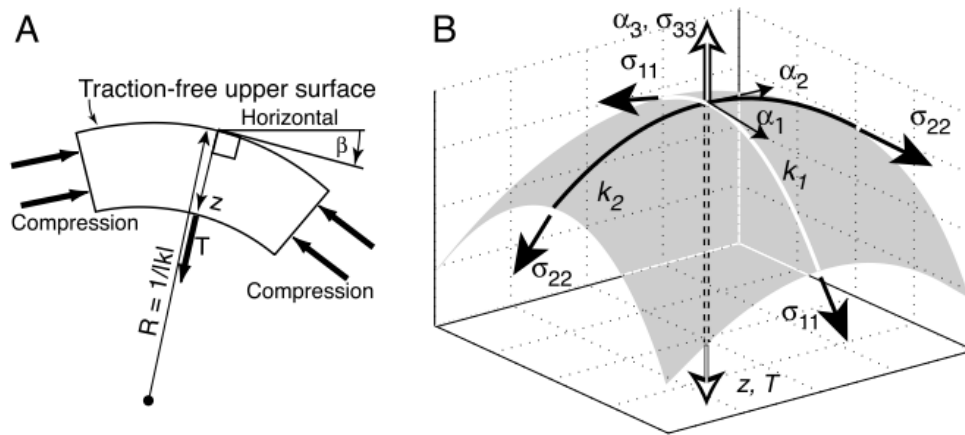 A
Traction-free upper surface
Horizontal
β
Compression
z
T
R = 1/|k|
Compression
B
α3, σ33
σ11
α2
α1
σ22
k2
k1
σ22
σ11
z, T